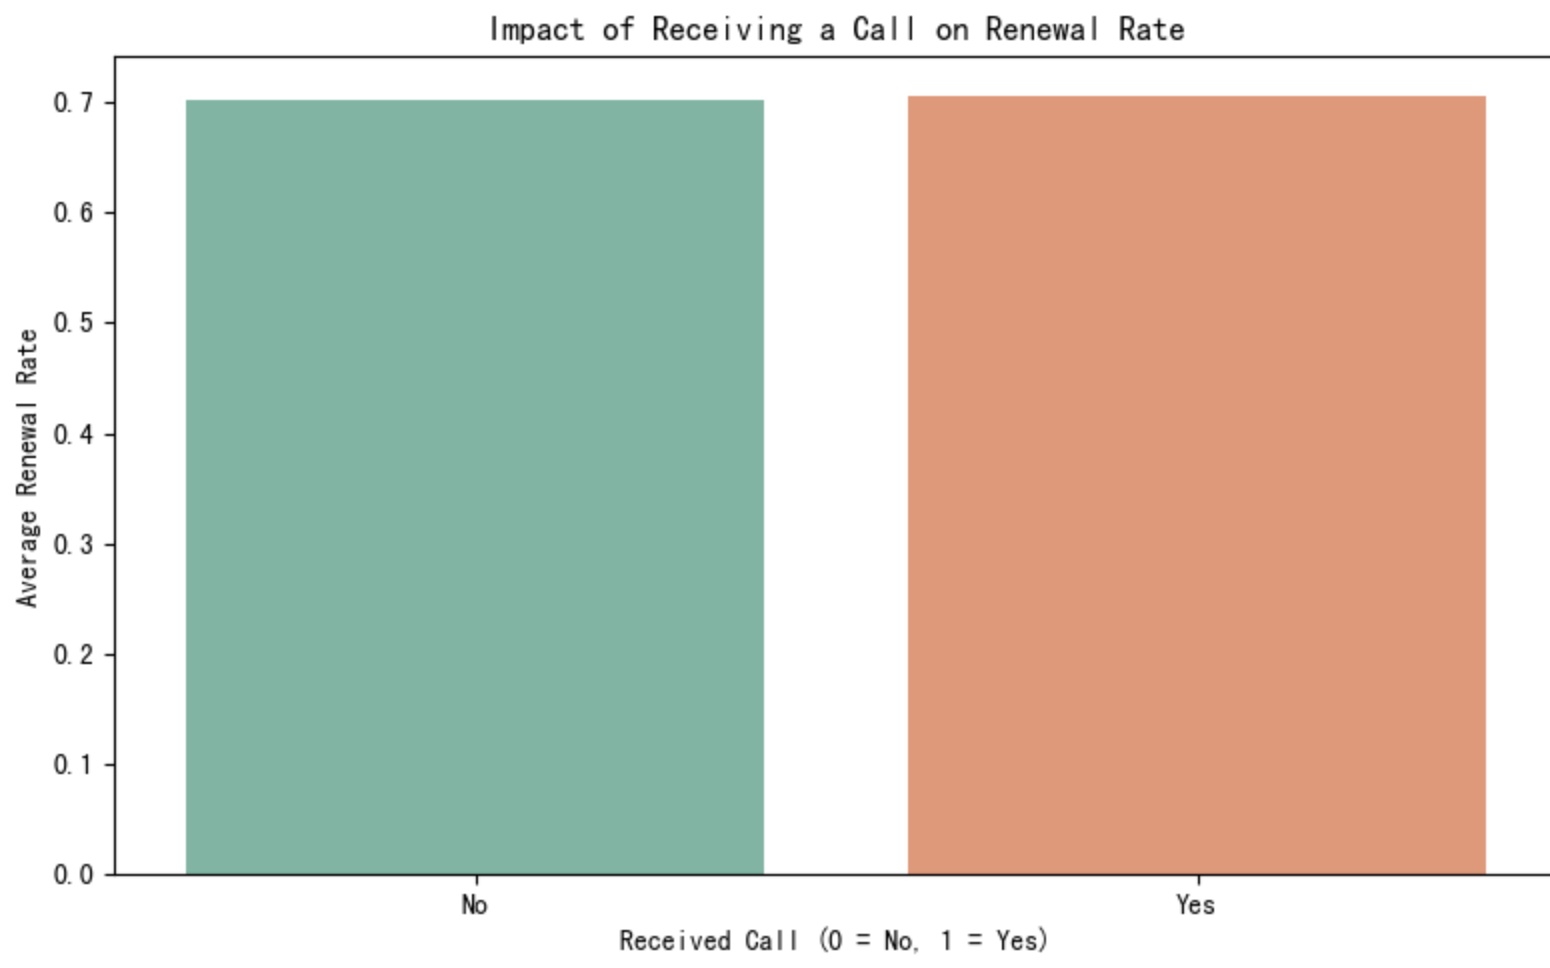 Impact of Receiving a Call on Renewal Rate
Average Renewal Rate
0.7
0.6
0.5
0.4
0.3
0.2
0.1
0.0
No
Yes
Received Call (0 = No, 1 = Yes)